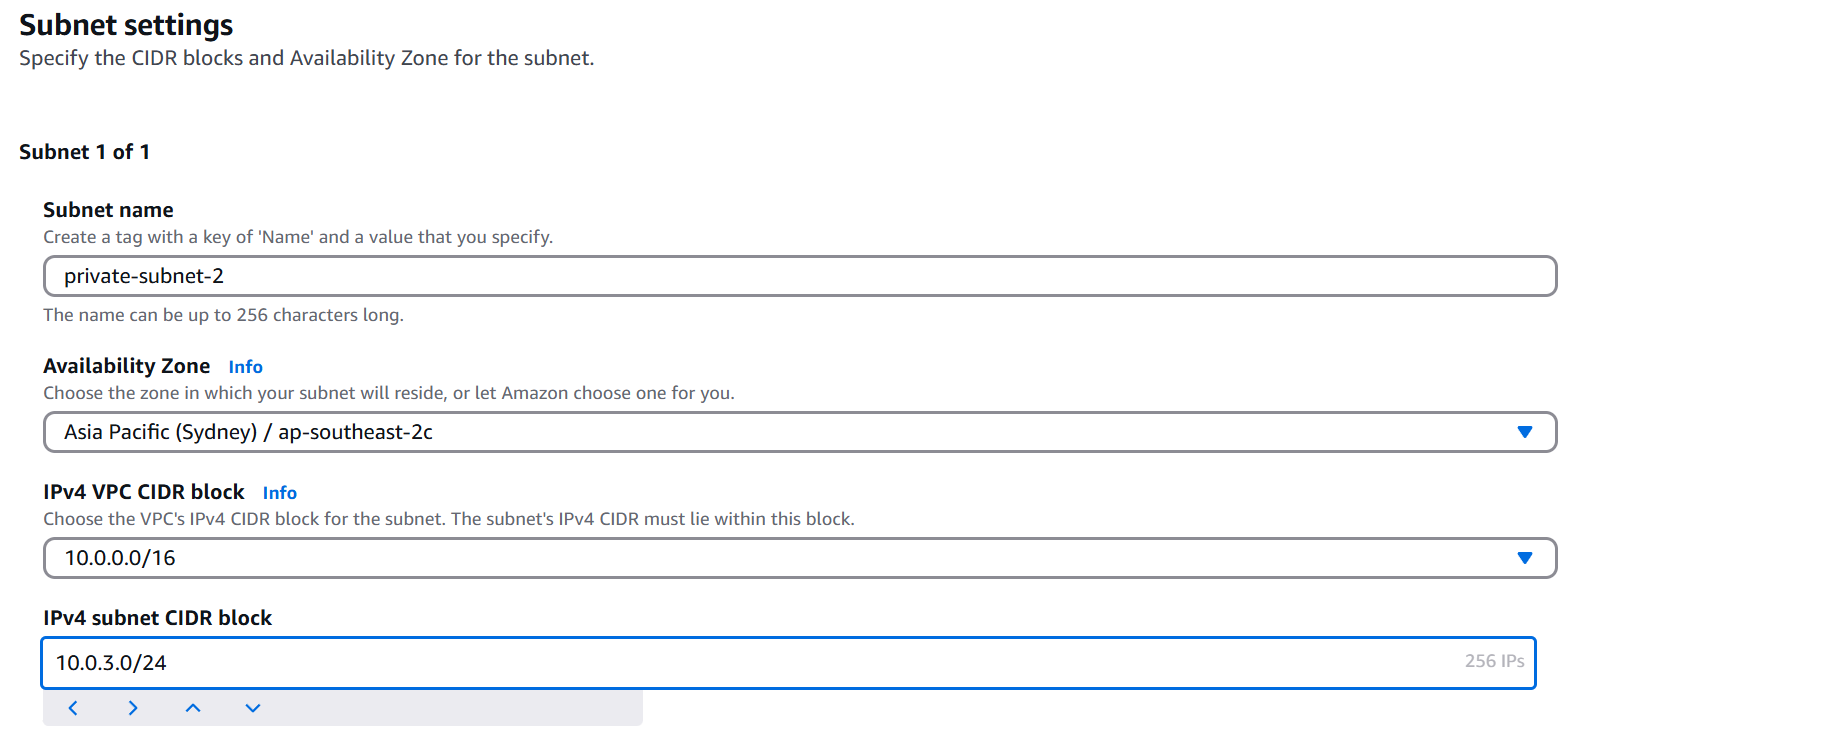 Subnet settings
Specify the CIDR blocks and Availability Zone for the subnet.
Subnet 1 of 1
Subnet name
Create a tag with a key of 'Name' and a value that you specify.
private-subnet-2
The name can be up to 256 characters long.
Availability Zone Info
Choose the zone in which your subnet will reside, or let Amazon choose one for you.
Asia Pacific (Sydney) / ap-southeast-2c
IPv4 VPC CIDR block Info
Choose the VPC's IPv4 CIDR block for the subnet. The subnet's IPv4 CIDR must lie within this block.
10.0.0.0/16
IPv4 subnet CIDR block
10.0.3.0/24 256 IPs